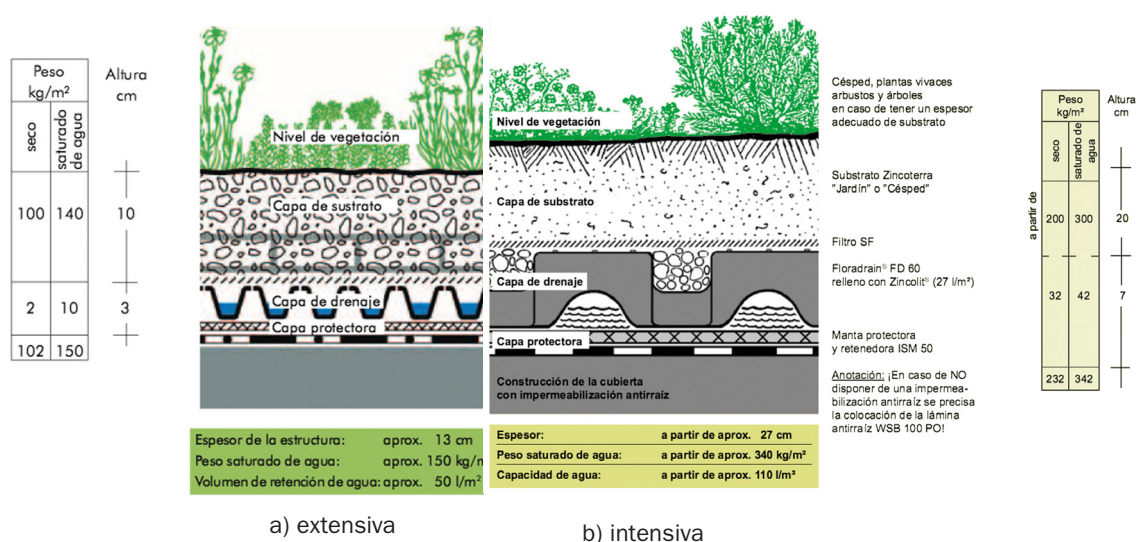 Peso
kg/m²
Altura
cm
seco
saturado
de agua
100 140 10
2 10 3
102 150
Nivel de vegetación
Capa de sustrato
Capa de drenaje
Capa protectora
Espesor de la estructura: aprox. 13 cm
Peso saturado de agua: aprox. 150 kg/m
Volumen de retención de agua: aprox. 50 l/m²
a) extensiva
Nivel de vegetación
Capa de substrato
Capa de drenaje
Capa protectora
Construcción de la cubierta
con impermeabilización antirraíz
Espesor: a partir de aprox. 27 cm
Peso saturado de agua: a partir de aprox. 340 kg/m²
Capacidad de agua: a partir de aprox. 110 l/m²
b) intensiva
Césped, plantas vivaces
arbustos y árboles
en caso de tener un espesor
adecuado de substrato
Substrato Zincoterra
"Jardín" o "Césped"
Filtro SF
Floradrain® FD 60
relleno con Zincolit® (27 l/m²)
Manta protectora
y retenedora ISM 50
Anotación: ¡En caso de NO
disponer de una impermea-
bilización antirraíz se precisa
la colocación de la lámina
antirraíz WSB 100 PO!
Peso
kg/m²
Altura
cm
seco
saturado de
agua
a partir de
200 300 20
32 42 7
232 342